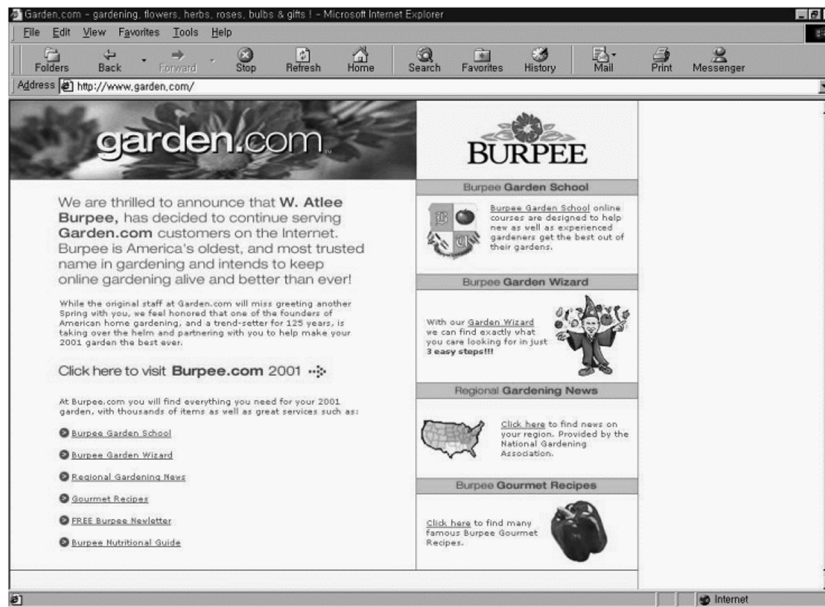 Garden.com - gardening, flowers, herbs, roses, bulbs & gifts ! - Microsoft Internet Explorer
File Edit View Favorites Tools Help
Folders Back Forward Stop Refresh Home Search Favorites History Mail Print Messenger
Address http://www.garden.com/
garden.com
BURPEE
We are thrilled to announce that W. Atlee
Burpee, has decided to continue serving
Garden.com customers on the Internet.
Burpee is America's oldest, and most trusted
name in gardening and intends to keep
online gardening alive and better than ever!
While the original staff at Garden.com will miss greeting another
Spring with you, we feel honored that one of the founders of
American home gardening, and a trend-setter for 125 years, is
taking over the helm and partnering with you to help make your
2001 garden the best ever.
Click here to visit Burpee.com 2001
At Burpee.com you will find everything you need for your 2001
garden, with thousands of items as well as great services such as:
Burpee Garden School
Burpee Garden Wizard
Regional Gardening News
Gourmet Recipes
FREE Burpee Nevletter
Burpee Nutritional Guide
Burpee Garden School
Burpee Garden School online
courses are designed to help
new as well as experienced
gardeners get the best out of
their gardens.
Burpee Garden Wizard
With our Garden Wizard
we can find exactly what
you care looking for in just
3 easy steps!!!
Regional Gardening News
Click here to find news on
your region. Provided by the
National Gardening
Association.
Burpee Gourmet Recipes
Click here to find many
famous Burpee Gourmet
Recipes.
Internet